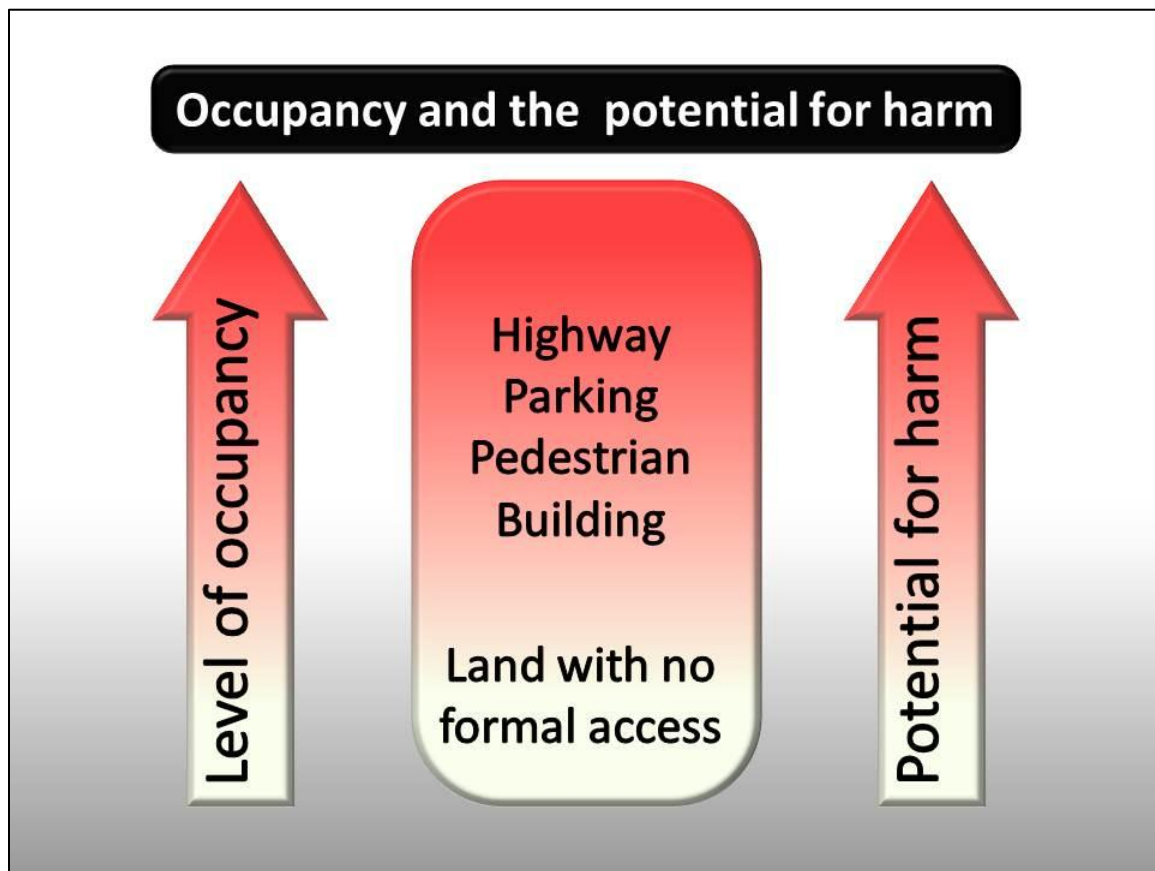 Occupancy and the  potential for harm
Level of occupancy
Highway
Parking
Pedestrian
Building
Land with no
formal access
Potential for harm